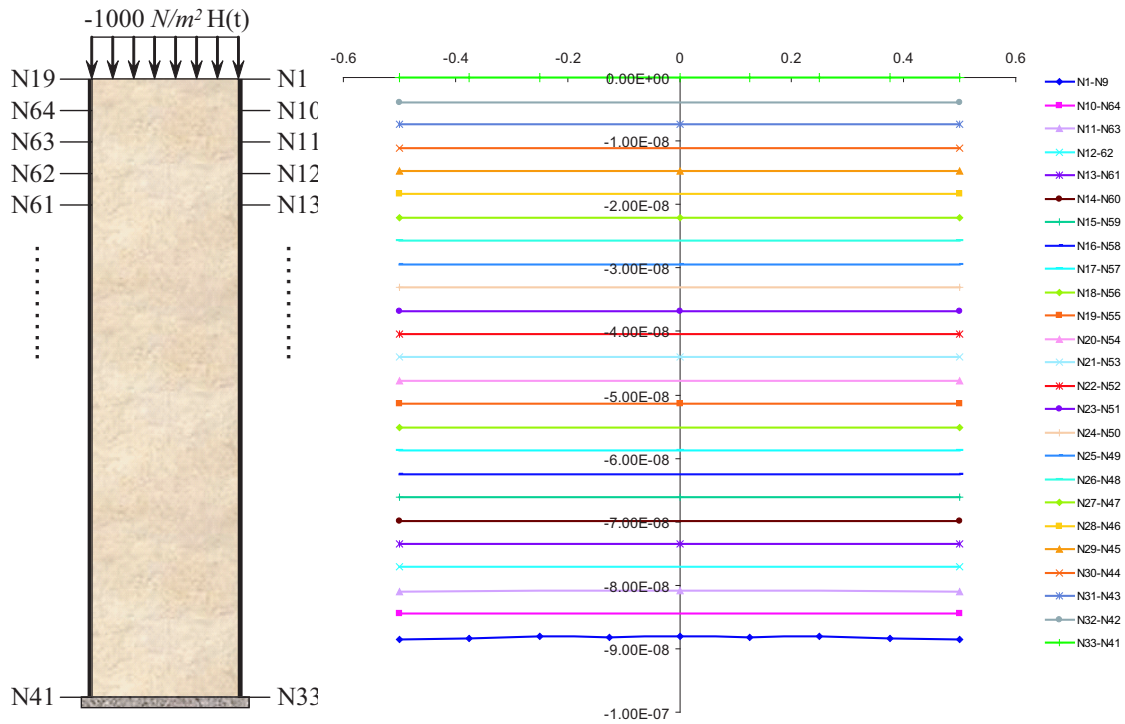 -1000 N/m² H(t)
N19
N1
N64
N10
N63
N11
N62
N12
N61
N13
N41
N33
-0.6
-0.4
-0.2
0
0.2
0.4
0.6
0.00E+00
-1.00E-08
-2.00E-08
-3.00E-08
-4.00E-08
-5.00E-08
-6.00E-08
-7.00E-08
-8.00E-08
-9.00E-08
-1.00E-07
N1-N9
N10-N64
N11-N63
N12-62
N13-N61
N14-N60
N15-N59
N16-N58
N17-N57
N18-N56
N19-N55
N20-N54
N21-N53
N22-N52
N23-N51
N24-N50
N25-N49
N26-N48
N27-N47
N28-N46
N29-N45
N30-N44
N31-N43
N32-N42
N33-N41